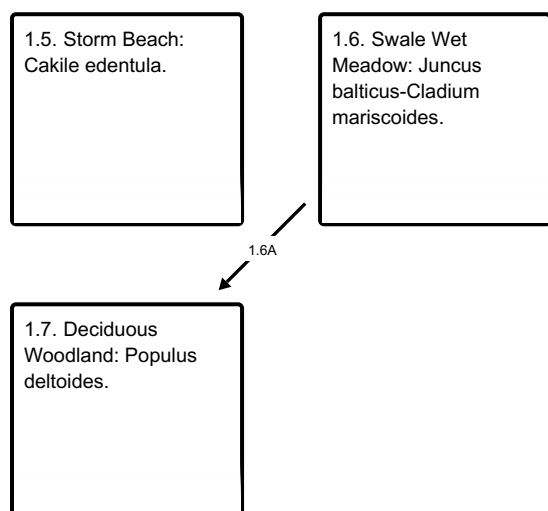 1.5. Storm Beach:
Cakile edentula.
1.6. Swale Wet
Meadow: Juncus
balticus-Cladium
mariscoides.
1.6A
1.7. Deciduous
Woodland: Populus
deltoides.